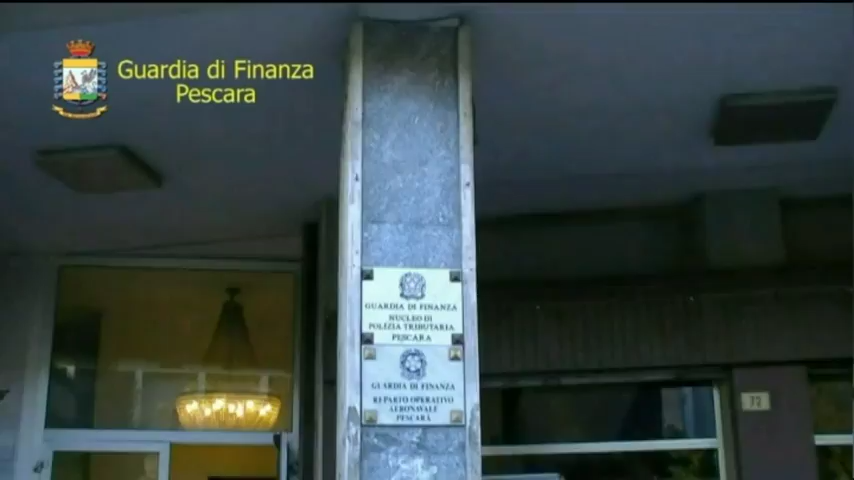 Guardia di Finanza
Pescara
GUARDIA DI FINANZA
NUCLEO DI
POLIZIA TRIBUTARIA
PESCARA
GUARDIA DI FINANZA
REPARTO OPERATIVO
AERONAVALE
PESCARA